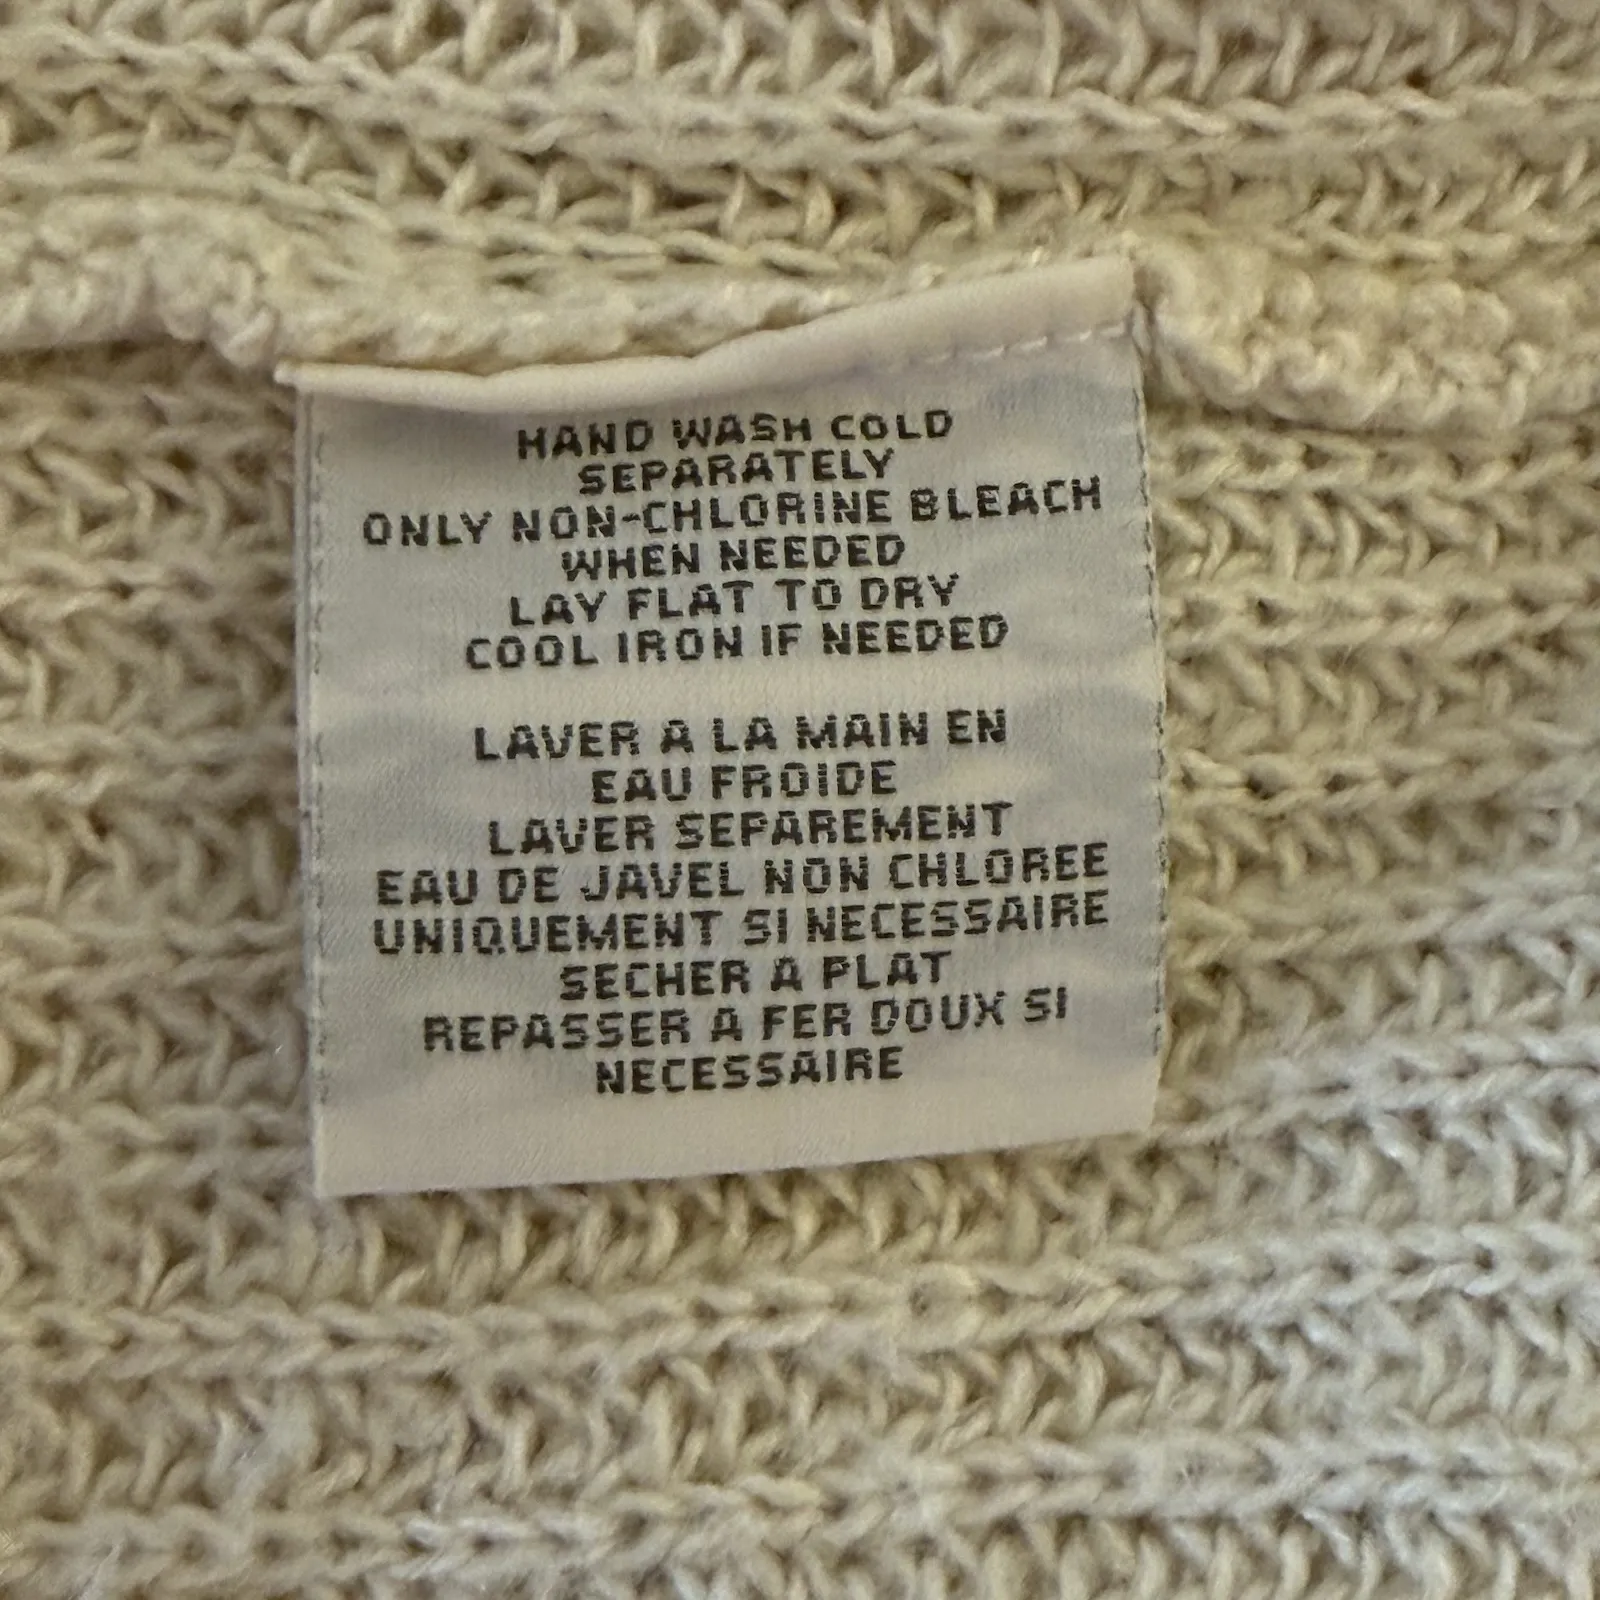 HAND WASH COLD
SEPARATELY
ONLY NON-CHLORINE BLEACH
WHEN NEEDED
LAY FLAT TO DRY
COOL IRON IF NEEDED
LAVER A LA MAIN EN
EAU FROIDE
LAVER SEPAREMENT
EAU DE JAVEL NON CHLOREE
UNIQUEMENT SI NECESSAIRE
SECHER A PLAT
REPASSER A FER DOUX SI
NECESSAIRE